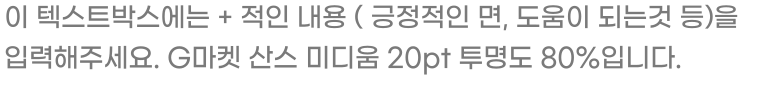 이 텍스트박스에는 + 적인 내용 ( 긍정적인 면, 도움이 되는것 등)을
입력해주세요. G마켓 산스 미디움 20pt 투명도 80%입니다.